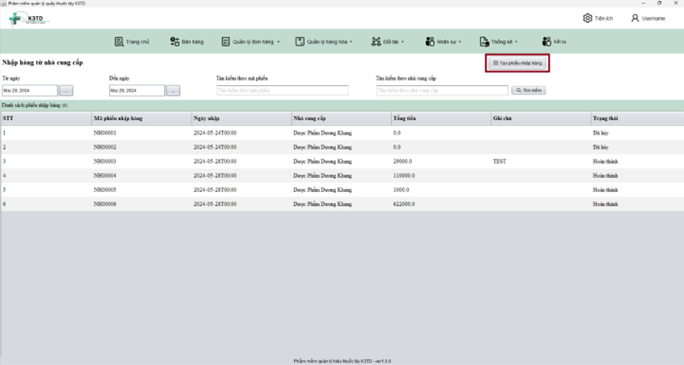 Phần mềm quản lý quầy thuốc tây K3TD
K3TD
Tiện ích
Username
Trang chủ
Bán hàng
Quản lý đơn hàng
Quản lý hàng hóa
Đối tác
Nhân sự
Thống kê
Nhập hàng từ nhà cung cấp
Tạo phiếu nhập hàng
Từ ngày
Đến ngày
Tìm kiếm theo mã phiếu
Tìm kiếm theo nhà cung cấp
Mai 29, 2024 ...
Mai 29, 2024 ...
Tìm kiếm theo mã phiếu
Tìm kiếm theo nhà cung cấp
Tìm kiếm
Danh sách phiếu nhập hàng (6)
STT Mã phiếu nhập hàng Ngày nhập Nhà cung cấp Tổng tiền Ghi chú Trạng thái
1 NH00001 2024-05-24T00:00 Dược Phẩm Dương Khang 0.0 Đã hủy
2 NH00002 2024-05-24T00:00 Dược Phẩm Dương Khang 0.0 Đã hủy
3 NH00003 2024-05-28T00:00 Dược Phẩm Dương Khang 29000.0 TEST Hoàn thành
4 NH00004 2024-05-28T00:00 Dược Phẩm Dương Khang 110000.0 Hoàn thành
5 NH00005 2024-05-28T00:00 Dược Phẩm Dương Khang 1000.0 Hoàn thành
6 NH00006 2024-05-28T00:00 Dược Phẩm Dương Khang 622000.0 Hoàn thành
Phần mềm quản lý hiệu thuốc tây K3TD - ver1.0.0